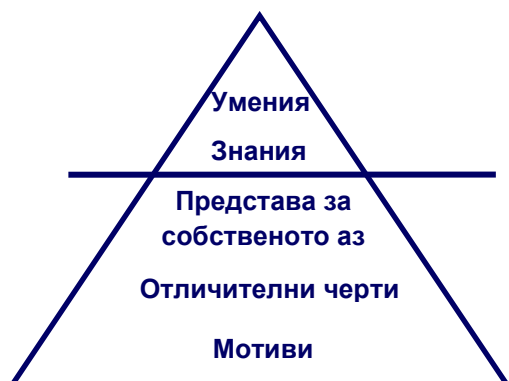 Умения
Знания
Представа за
собственото аз
Отличителни черти
Мотиви